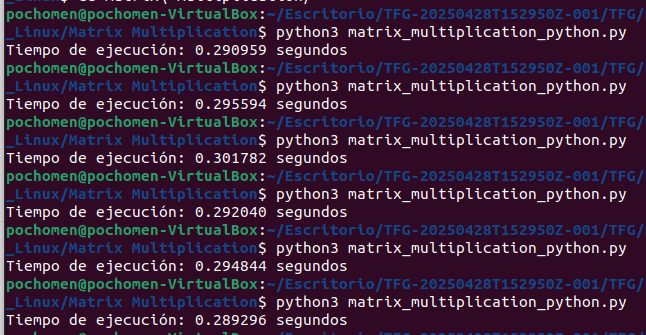 pochomen@pochomen-VirtualBox:~/Escritorio/TFG-20250428T152950Z-001/TFG/
_Linux/Matrix Multiplication$ python3 matrix_multiplication_python.py
Tiempo de ejecución: 0.290959 segundos
pochomen@pochomen-VirtualBox:~/Escritorio/TFG-20250428T152950Z-001/TFG/
_Linux/Matrix Multiplication$ python3 matrix_multiplication_python.py
Tiempo de ejecución: 0.295594 segundos
pochomen@pochomen-VirtualBox:~/Escritorio/TFG-20250428T152950Z-001/TFG/
_Linux/Matrix Multiplication$ python3 matrix_multiplication_python.py
Tiempo de ejecución: 0.301782 segundos
pochomen@pochomen-VirtualBox:~/Escritorio/TFG-20250428T152950Z-001/TFG/
_Linux/Matrix Multiplication$ python3 matrix_multiplication_python.py
Tiempo de ejecución: 0.292040 segundos
pochomen@pochomen-VirtualBox:~/Escritorio/TFG-20250428T152950Z-001/TFG/
_Linux/Matrix Multiplication$ python3 matrix_multiplication_python.py
Tiempo de ejecución: 0.294844 segundos
pochomen@pochomen-VirtualBox:~/Escritorio/TFG-20250428T152950Z-001/TFG/
_Linux/Matrix Multiplication$ python3 matrix_multiplication_python.py
Tiempo de ejecución: 0.289296 segundos